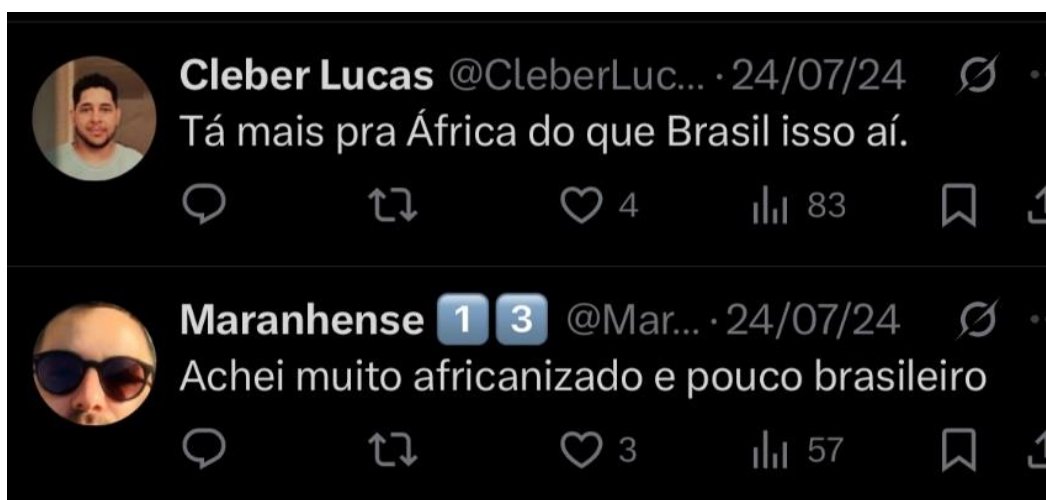 Cleber Lucas @CleberLuc... · 24/07/24
Tá mais pra África do que Brasil isso aí.
4 83
Maranhense 1 3 @Mar... · 24/07/24
Achei muito africanizado e pouco brasileiro
3 57